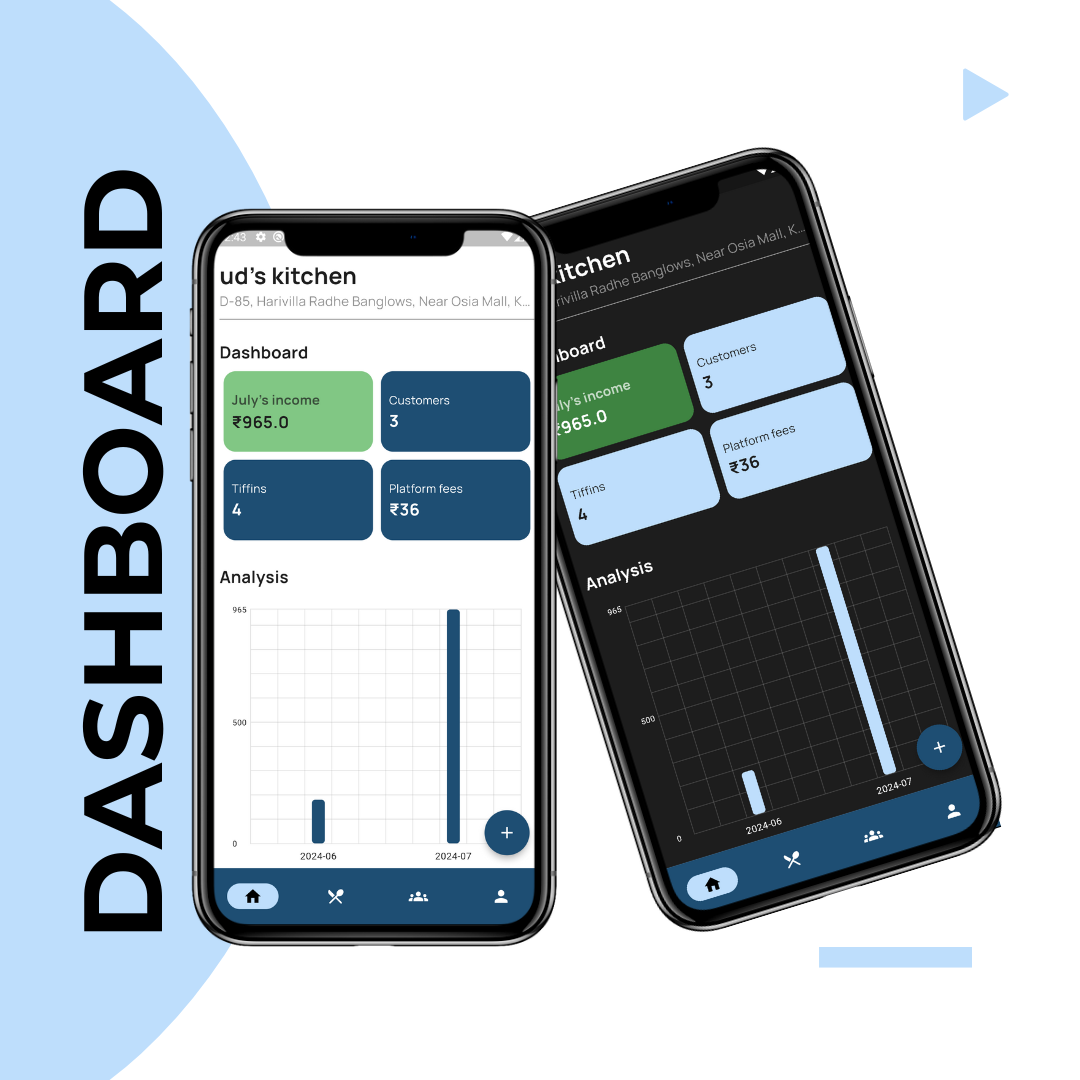 DASHBOARD
:43
ud's kitchen
D-85, Harivilla Radhe Banglows, Near Osia Mall, K...
Dashboard
July's income
₹965.0
Customers
3
Tiffins
4
Platform fees
₹36
Analysis
965
500
0
2024-06
2024-07
+
kitchen
rivilla Radhe Banglows, Near Osia Mall, K...
board
ly's income
₹965.0
Customers
3
Tiffins
4
Platform fees
₹36
Analysis
965
500
0
2024-06
2024-07
+